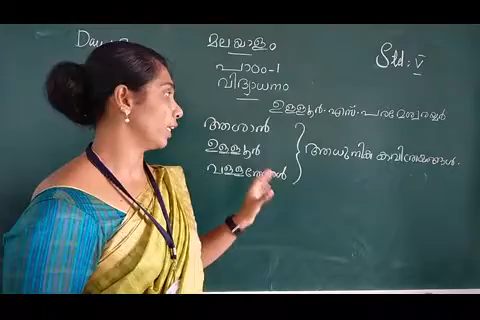 മലയാളം
Std : V
പാഠം-1
വിദ്യാധനം
ഉള്ളൂർ. എസ്. പരമേശ്വരയ്യർ
ആശാൻ
ഉള്ളൂർ
വള്ളത്തോൾ
ആധുനിക കവിത്രയങ്ങൾ.